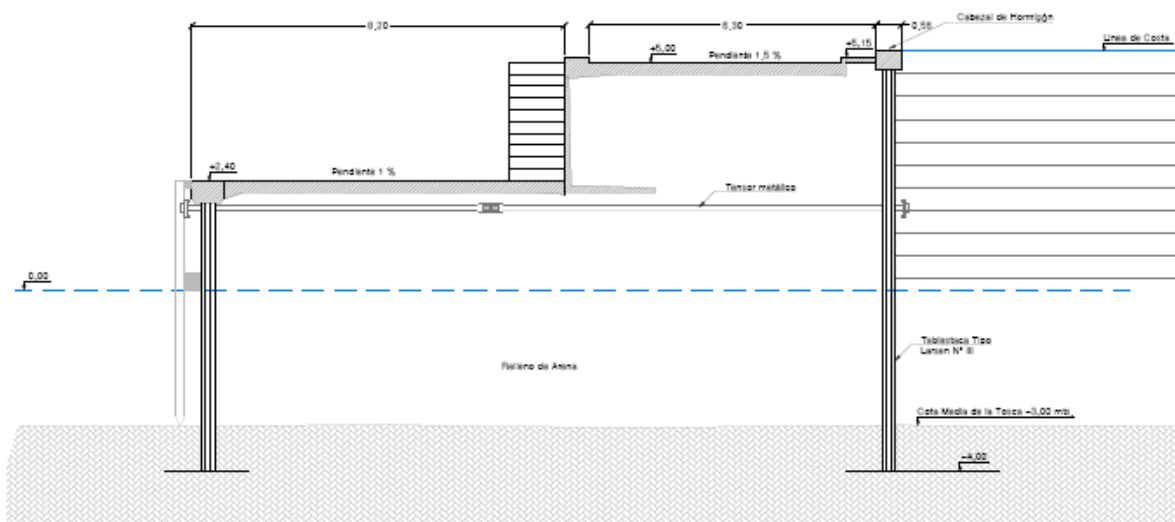 8,20
6,30
0,55
Cabezal de Hormigón
Linea de Costa
+5,00
Pendiente 1,5 %
+5,15
+2,40
Pendiente 1 %
Tensor metálico
0,00
Tablestaca Tipo
Larsen N° III
Relleno de Arena
Cota Media de la Tosca -3,00 mts.
-4,00